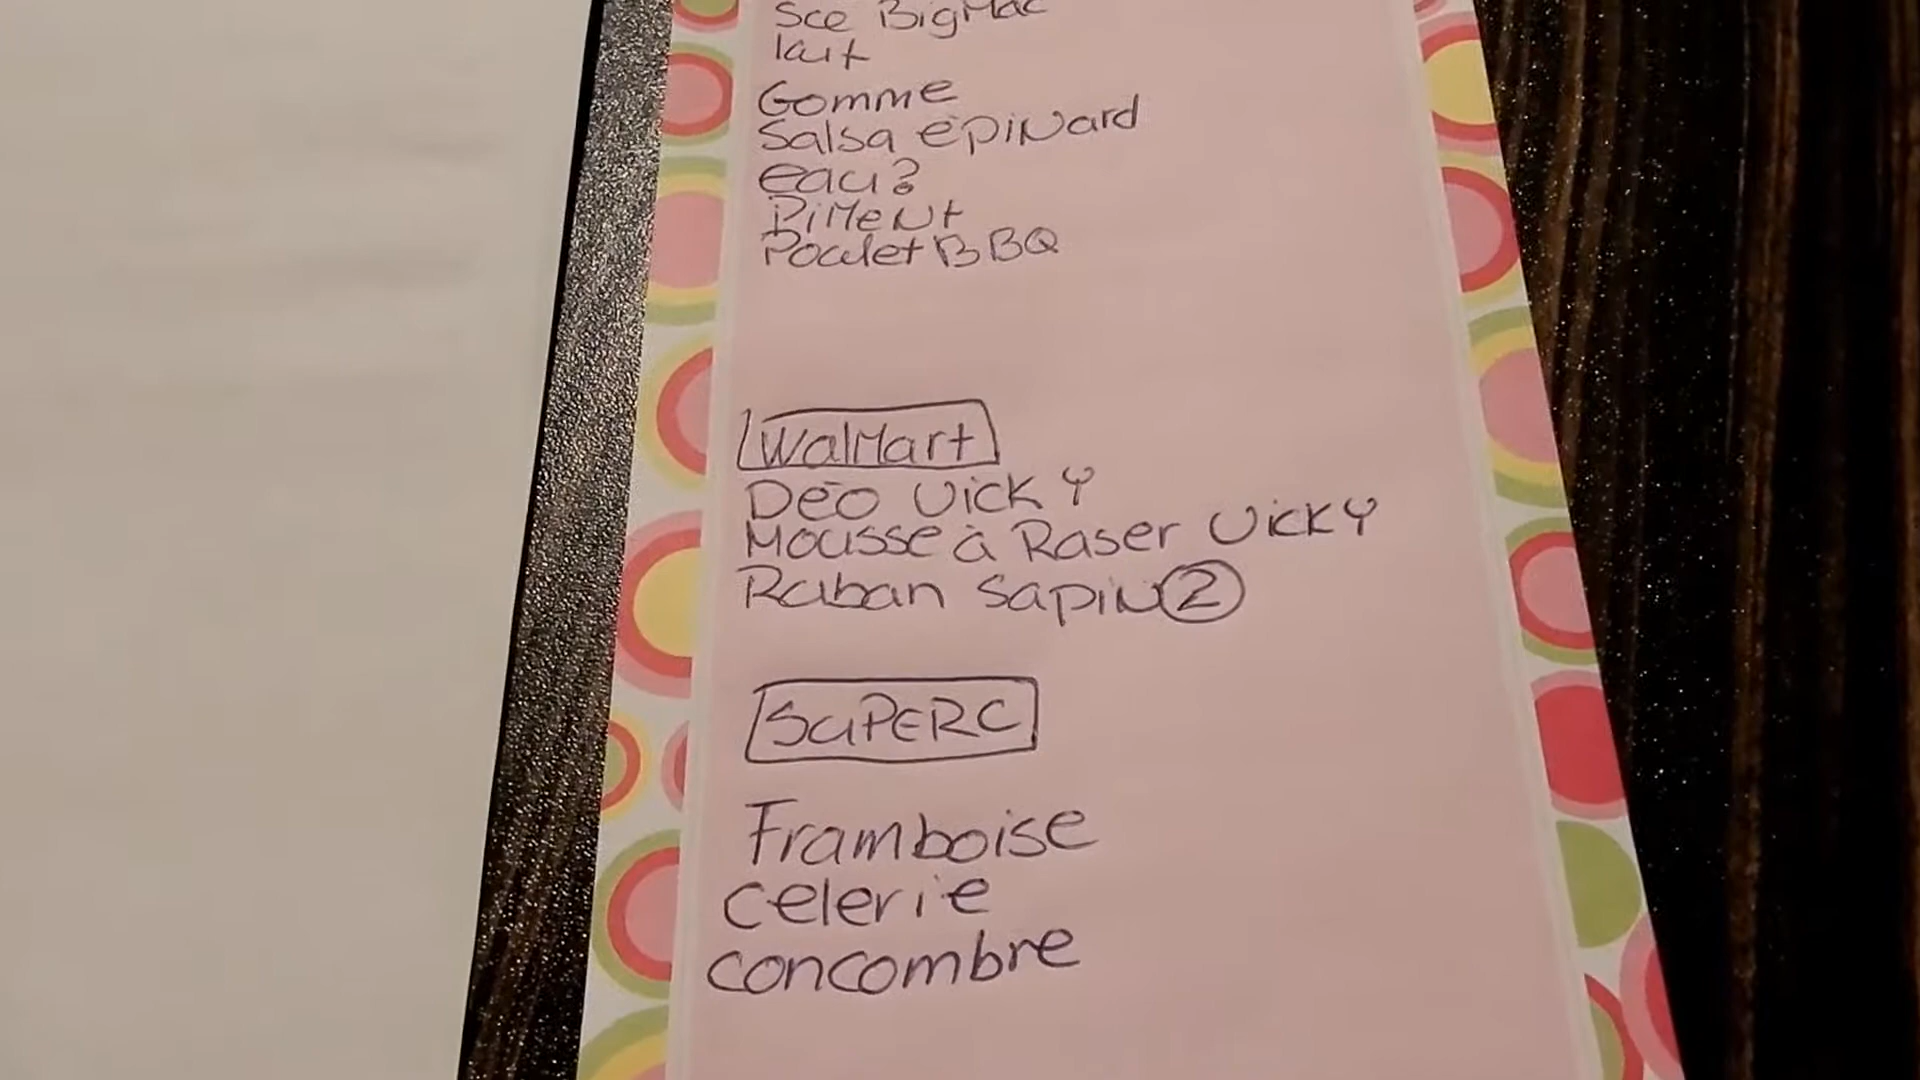 Sce BigMac
lait
Gomme
Salsa épinard
eau?
Piment
Poulet BBQ
WalMart
Déo Vicky
Mousse à Raser Vicky
Ruban Sapin ②
SuPERC
Framboise
celerie
concombre